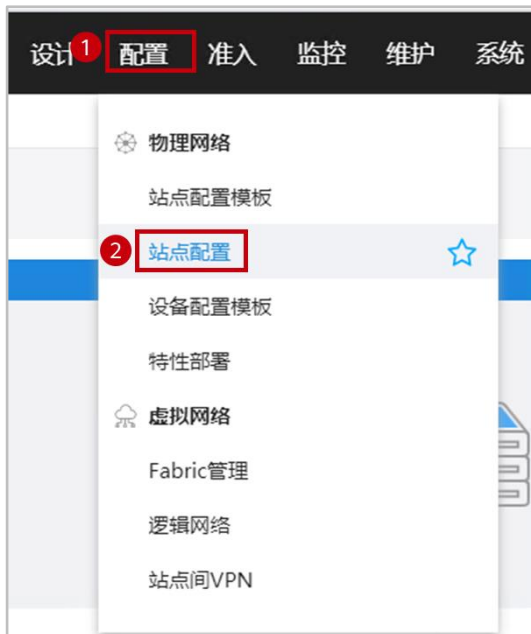 设计 1 配置 准入 监控 维护 系统
物理网络
站点配置模板
2 站点配置
设备配置模板
特性部署
虚拟网络
Fabric管理
逻辑网络
站点间VPN